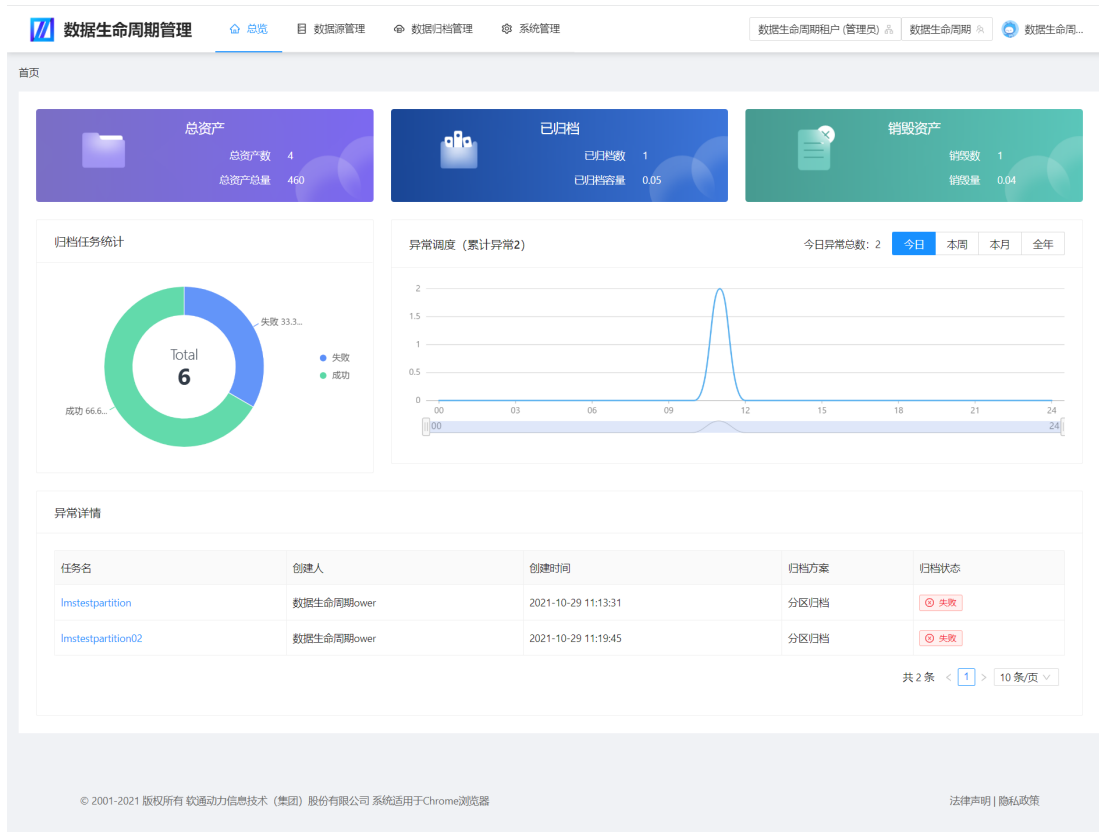 数据生命周期管理 总览 数据源管理 数据归档管理 系统管理 数据生命周期租户 (管理员) 数据生命周期 数据生命周...
首页
总资产
总资产数 4
总资产总量 460
已归档
已归档数 1
已归档容量 0.05
销毁资产
销毁数 1
销毁量 0.04
归档任务统计
失败 33.3...
Total
6
失败
成功
成功 66.6...
异常调度（累计异常2） 今日异常总数：2 今日 本周 本月 全年
2
1.5
1
0.5
0
00 03 06 09 12 15 18 21 24
00 24
异常详情
任务名 创建人 创建时间 归档方案 归档状态
lmstestpartition 数据生命周期ower 2021-10-29 11:13:31 分区归档 失败
lmstestpartition02 数据生命周期ower 2021-10-29 11:19:45 分区归档 失败
共 2 条 < 1 > 10 条/页
© 2001-2021 版权所有 软通动力信息技术（集团）股份有限公司 系统适用于Chrome浏览器 法律声明 | 隐私政策